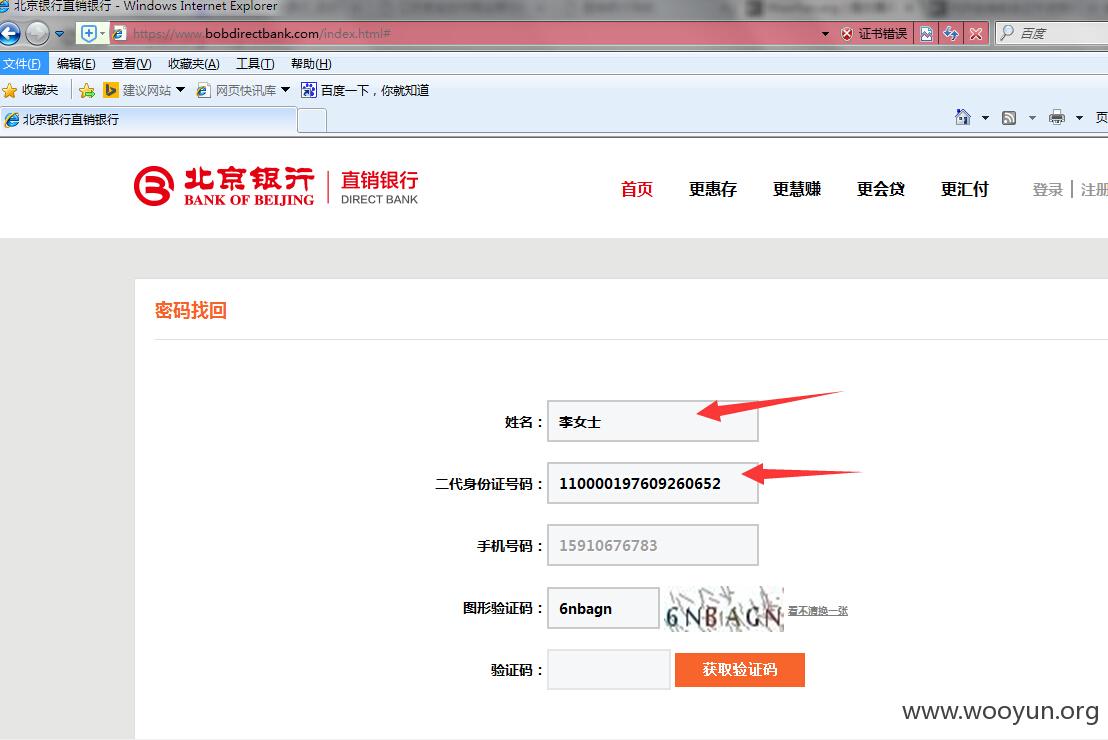 北京银行直销银行 - Windows Internet Explorer
https://www.bobdirectbank.com/index.html#
证书错误
百度
文件(F) 编辑(E) 查看(V) 收藏夹(A) 工具(T) 帮助(H)
收藏夹 建议网站 网页快讯库 百度一下，你就知道
北京银行直销银行
页
北京银行 直销银行
BANK OF BEIJING DIRECT BANK
首页 更惠存 更慧赚 更会贷 更汇付 登录 | 注册
密码找回
姓名： 李女士
二代身份证号码： 110000197609260652
手机号码： 15910676783
图形验证码： 6nbagn 6NBAGN 看不清换一张
验证码： 获取验证码
www.wooyun.org